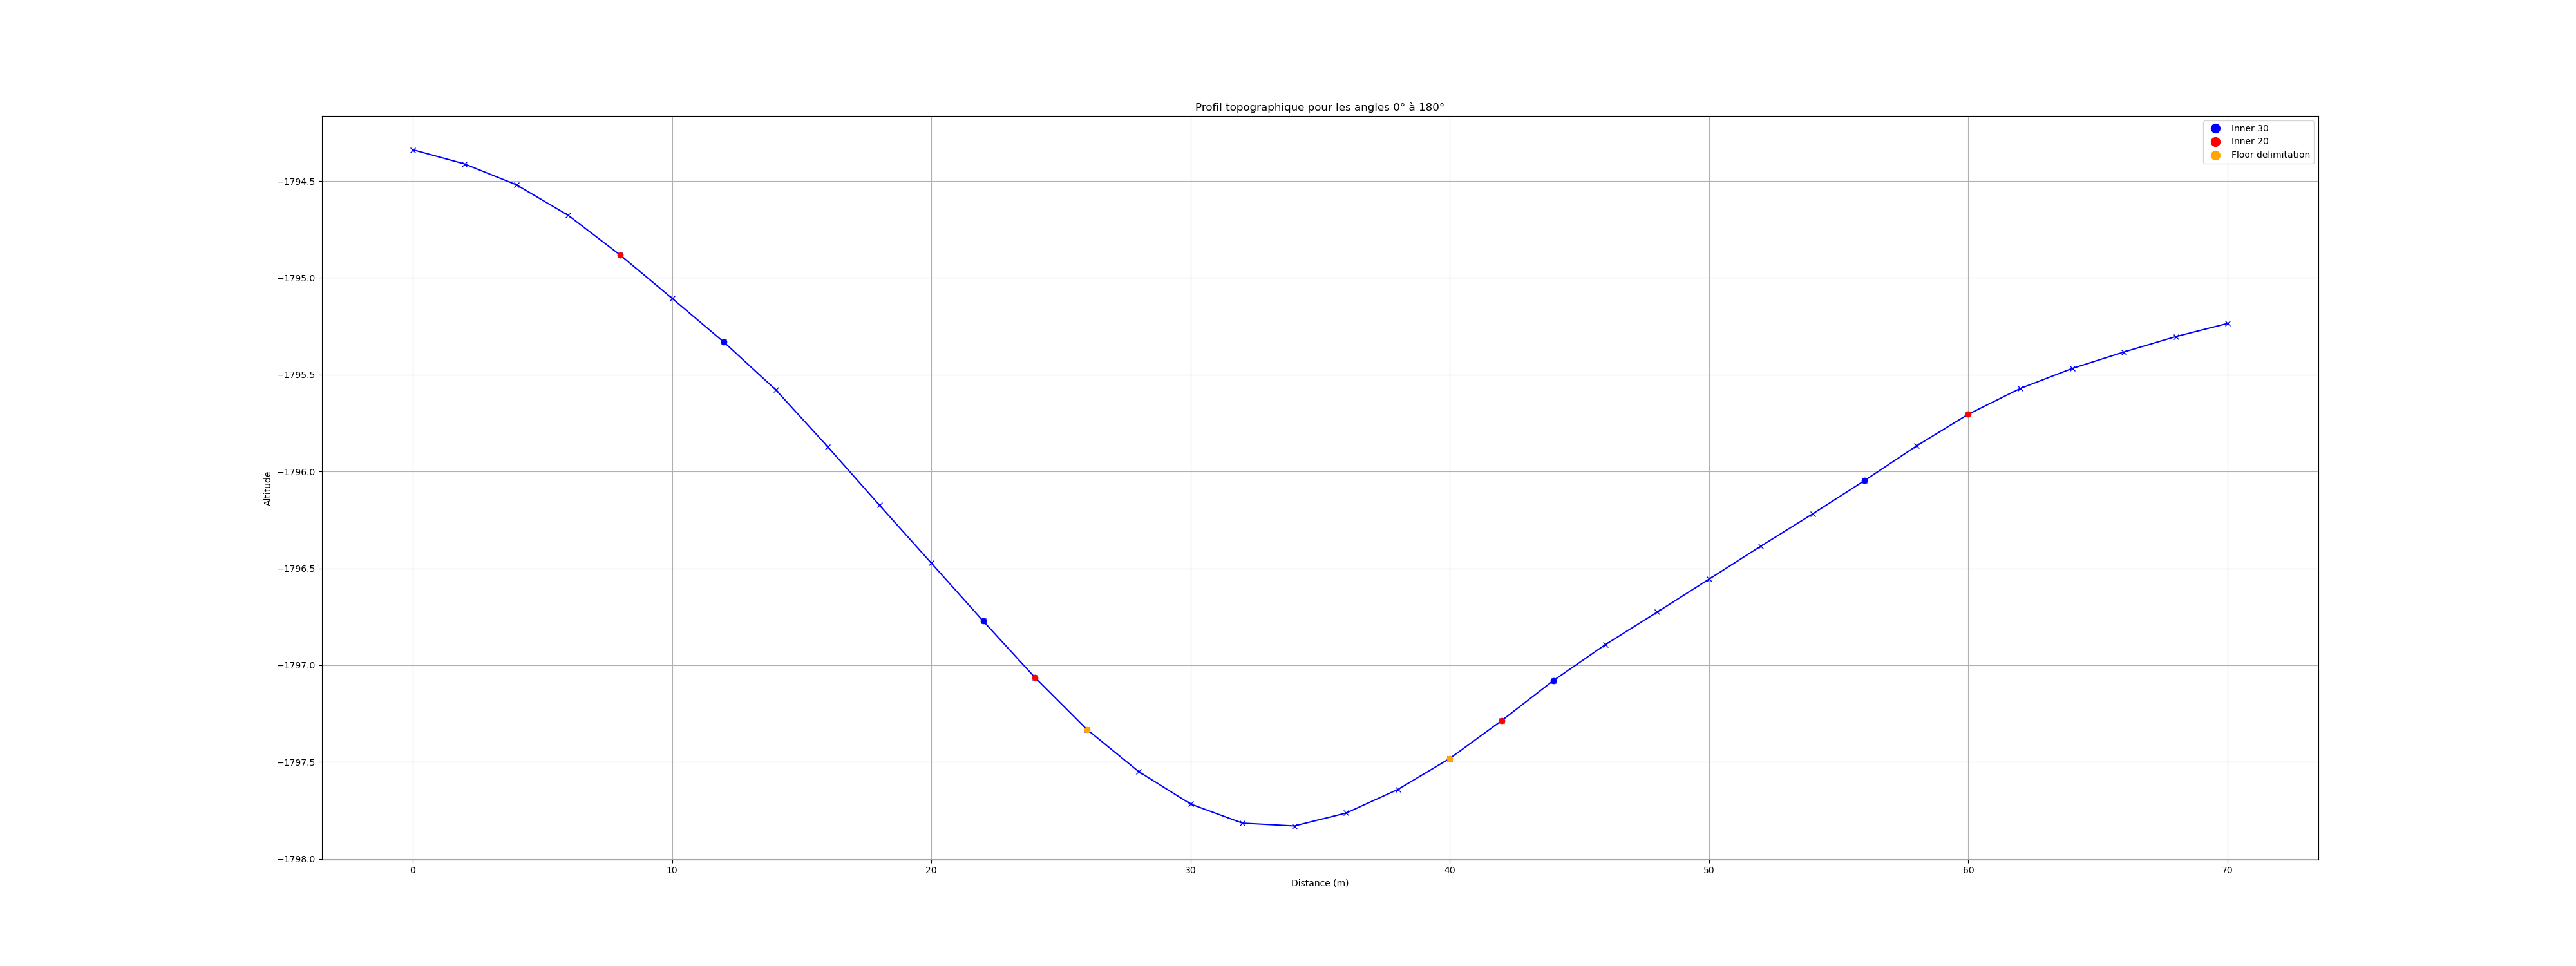 Profil topographique pour les angles 0° à 180°
Inner 30
Inner 20
Floor delimitation
−1794.5
−1795.0
−1795.5
−1796.0
−1796.5
−1797.0
−1797.5
−1798.0
Altitude
0 10 20 30 40 50 60 70
Distance (m)